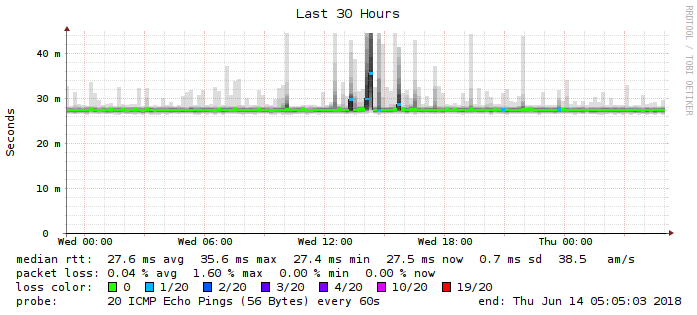 Last 30 Hours
RRDTOOL / TOBI OETIKER
Seconds
40 m
30 m
20 m
10 m
0
Wed 00:00 Wed 06:00 Wed 12:00 Wed 18:00 Thu 00:00
median rtt: 27.6 ms avg 35.6 ms max 27.4 ms min 27.5 ms now 0.7 ms sd 38.5 am/s
packet loss: 0.04 % avg 1.60 % max 0.00 % min 0.00 % now
loss color: 0 1/20 2/20 3/20 4/20 10/20 19/20
probe: 20 ICMP Echo Pings (56 Bytes) every 60s end: Thu Jun 14 05:05:03 2018